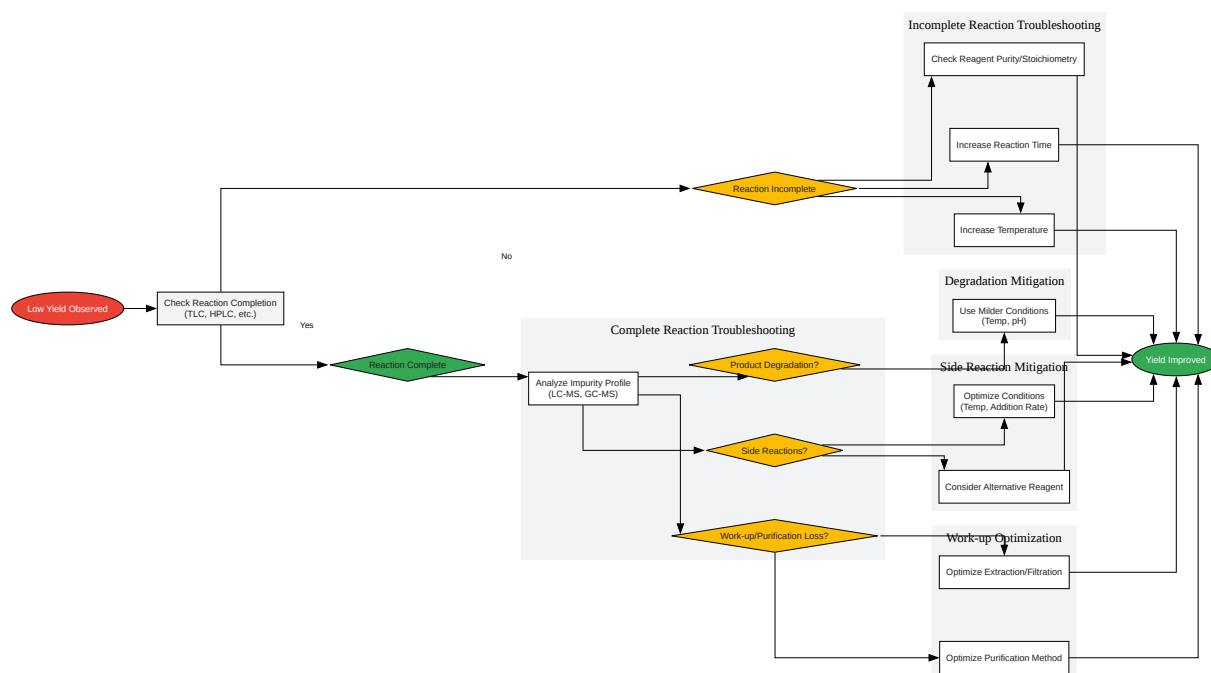 Incomplete Reaction Troubleshooting
Check Reagent Purity/Stoichiometry
Increase Reaction Time
Reaction Incomplete
Increase Temperature
No
Low Yield Observed
Check Reaction Completion
(TLC, HPLC, etc.)
Yes
Reaction Complete
Complete Reaction Troubleshooting
Analyze Impurity Profile
(LC-MS, GC-MS)
Product Degradation?
Side Reactions?
Work-up/Purification Loss?
Degradation Mitigation
Use Milder Conditions
(Temp, pH)
Side Reaction Mitigation
Optimize Conditions
(Temp, Addition Rate)
Consider Alternative Reagent
Work-up Optimization
Optimize Extraction/Filtration
Optimize Purification Method
Yield Improved